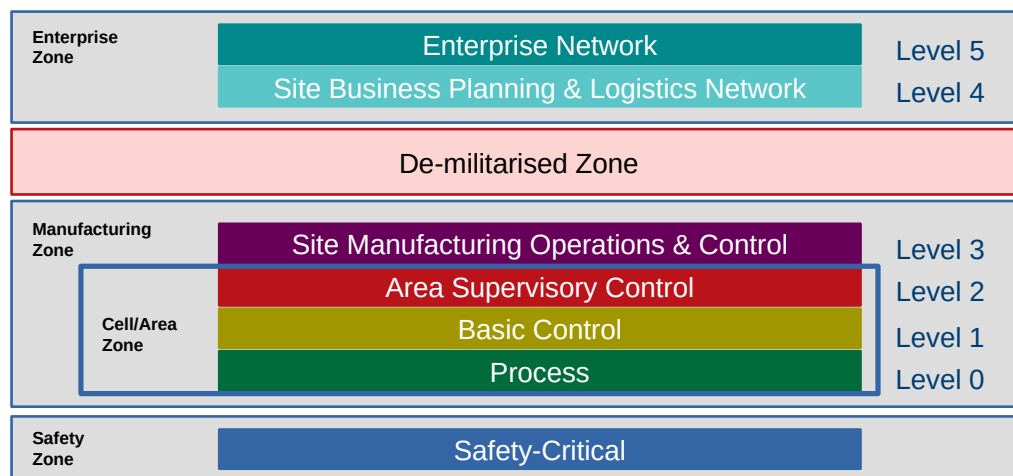 Enterprise
Zone
Enterprise Network
Level 5
Site Business Planning & Logistics Network
Level 4
De-militarised Zone
Manufacturing
Zone
Site Manufacturing Operations & Control
Level 3
Area Supervisory Control
Level 2
Cell/Area
Zone
Basic Control
Level 1
Process
Level 0
Safety
Zone
Safety-Critical